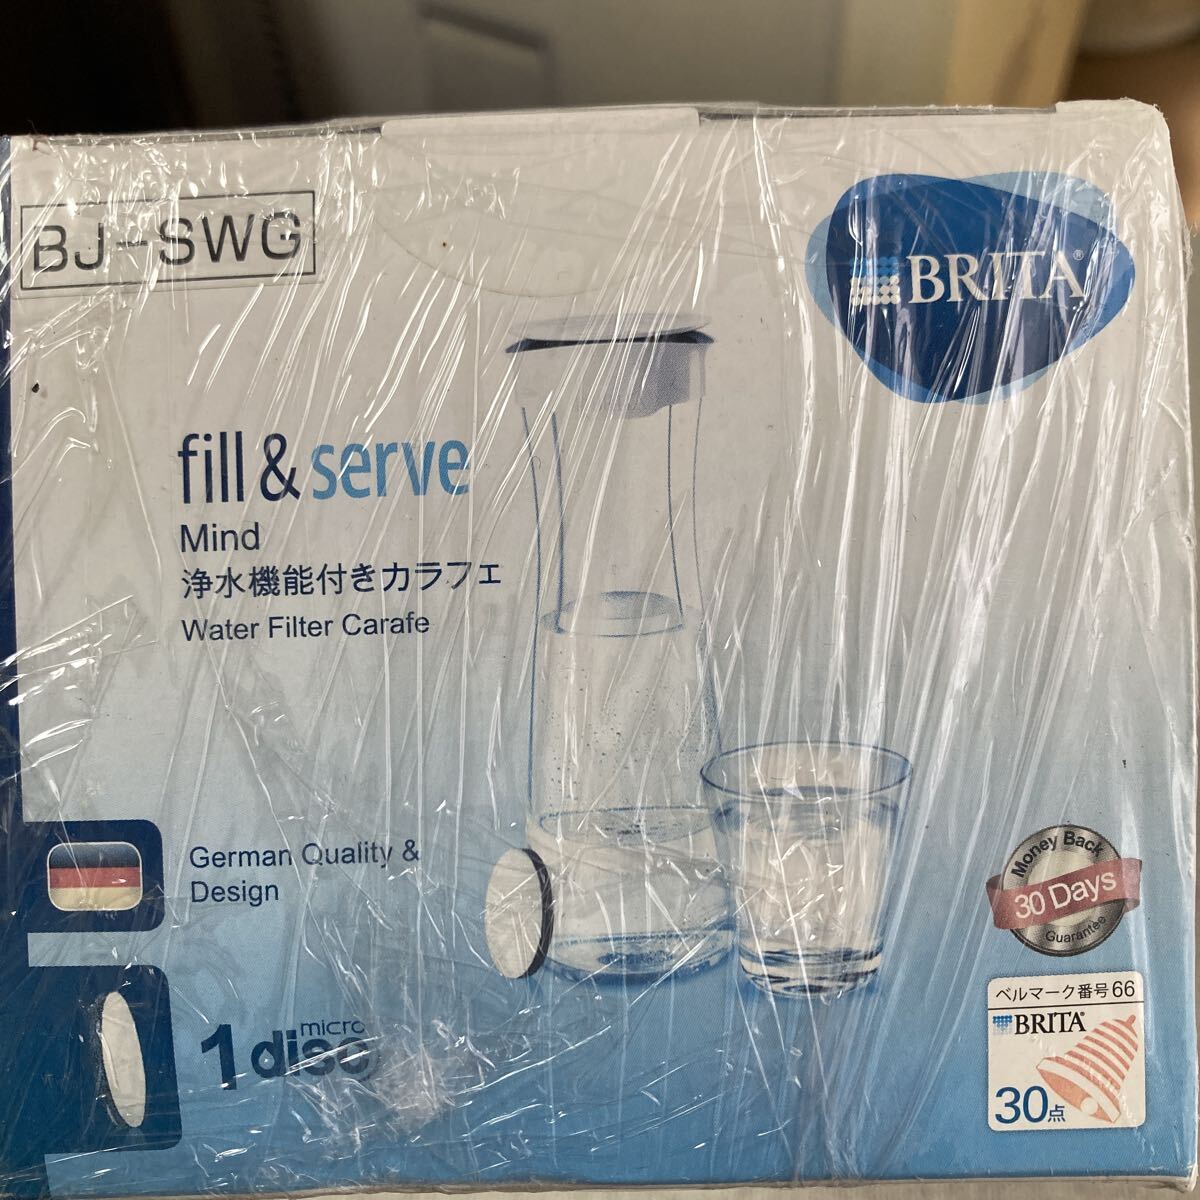 BJ-SWG
BRITA®
fill & serve
Mind
浄水機能付きカラフェ
Water Filter Carafe
German Quality &
Design
1 micro
disc
Money Back
30 Days
Guarantee
ベルマーク番号66
BRITA®
30点